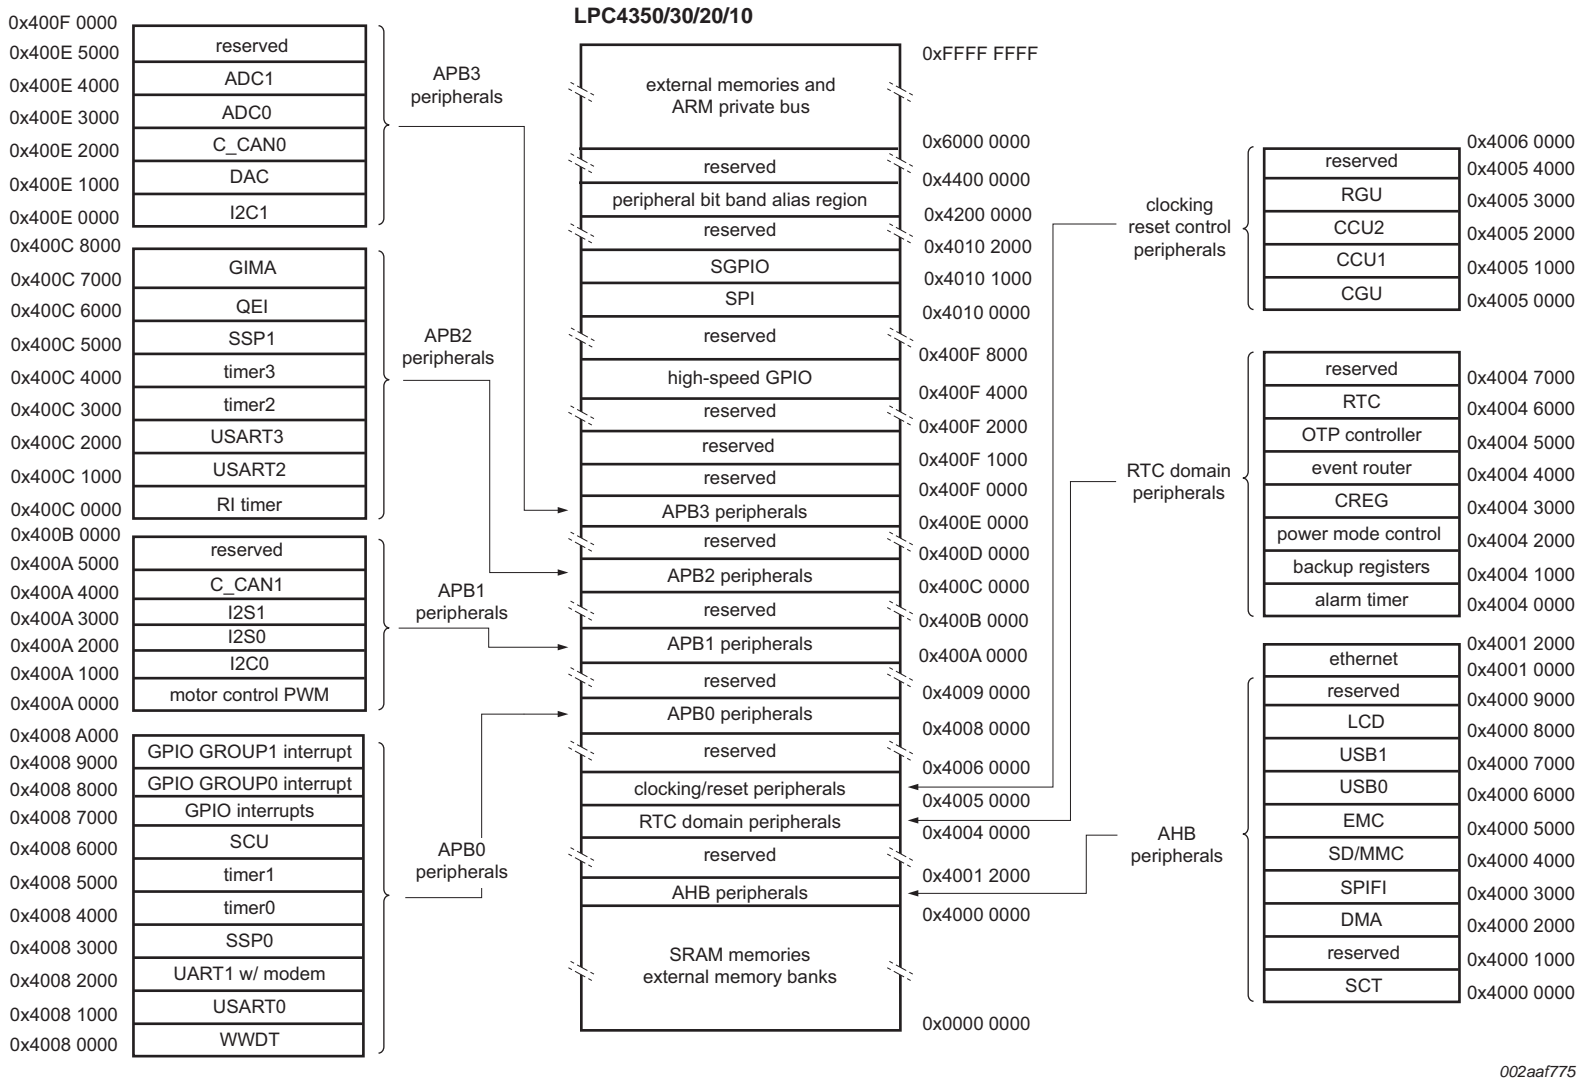 LPC4350/30/20/10
0x400F 0000
reserved
0x400E 5000
ADC1
0x400E 4000
ADC0
0x400E 3000
C_CAN0
0x400E 2000
DAC
0x400E 1000
I2C1
0x400E 0000
APB3
peripherals
0x400C 8000
GIMA
0x400C 7000
QEI
0x400C 6000
SSP1
0x400C 5000
timer3
0x400C 4000
timer2
0x400C 3000
USART3
0x400C 2000
USART2
0x400C 1000
RI timer
0x400C 0000
APB2
peripherals
0x400B 0000
reserved
0x400A 5000
C_CAN1
0x400A 4000
I2S1
0x400A 3000
I2S0
0x400A 2000
I2C0
0x400A 1000
motor control PWM
0x400A 0000
APB1
peripherals
0x4008 A000
GPIO GROUP1 interrupt
0x4008 9000
GPIO GROUP0 interrupt
0x4008 8000
GPIO interrupts
0x4008 7000
SCU
0x4008 6000
timer1
0x4008 5000
timer0
0x4008 4000
SSP0
0x4008 3000
UART1 w/ modem
0x4008 2000
USART0
0x4008 1000
WWDT
0x4008 0000
APB0
peripherals
0xFFFF FFFF
external memories and
ARM private bus
0x6000 0000
reserved
0x4400 0000
peripheral bit band alias region
0x4200 0000
reserved
0x4010 2000
SGPIO
0x4010 1000
SPI
0x4010 0000
reserved
0x400F 8000
high-speed GPIO
0x400F 4000
reserved
0x400F 2000
reserved
0x400F 1000
reserved
0x400F 0000
APB3 peripherals
0x400E 0000
reserved
0x400D 0000
APB2 peripherals
0x400C 0000
reserved
0x400B 0000
APB1 peripherals
0x400A 0000
reserved
0x4009 0000
APB0 peripherals
0x4008 0000
reserved
0x4006 0000
clocking/reset peripherals
0x4005 0000
RTC domain peripherals
0x4004 0000
reserved
0x4001 2000
AHB peripherals
0x4000 0000
SRAM memories
external memory banks
0x0000 0000
clocking
reset control
peripherals
0x4006 0000
reserved
0x4005 4000
RGU
0x4005 3000
CCU2
0x4005 2000
CCU1
0x4005 1000
CGU
0x4005 0000
RTC domain
peripherals
reserved
0x4004 7000
RTC
0x4004 6000
OTP controller
0x4004 5000
event router
0x4004 4000
CREG
0x4004 3000
power mode control
0x4004 2000
backup registers
0x4004 1000
alarm timer
0x4004 0000
AHB
peripherals
0x4001 2000
ethernet
0x4001 0000
reserved
0x4000 9000
LCD
0x4000 8000
USB1
0x4000 7000
USB0
0x4000 6000
EMC
0x4000 5000
SD/MMC
0x4000 4000
SPIFI
0x4000 3000
DMA
0x4000 2000
reserved
0x4000 1000
SCT
0x4000 0000
002aaf775